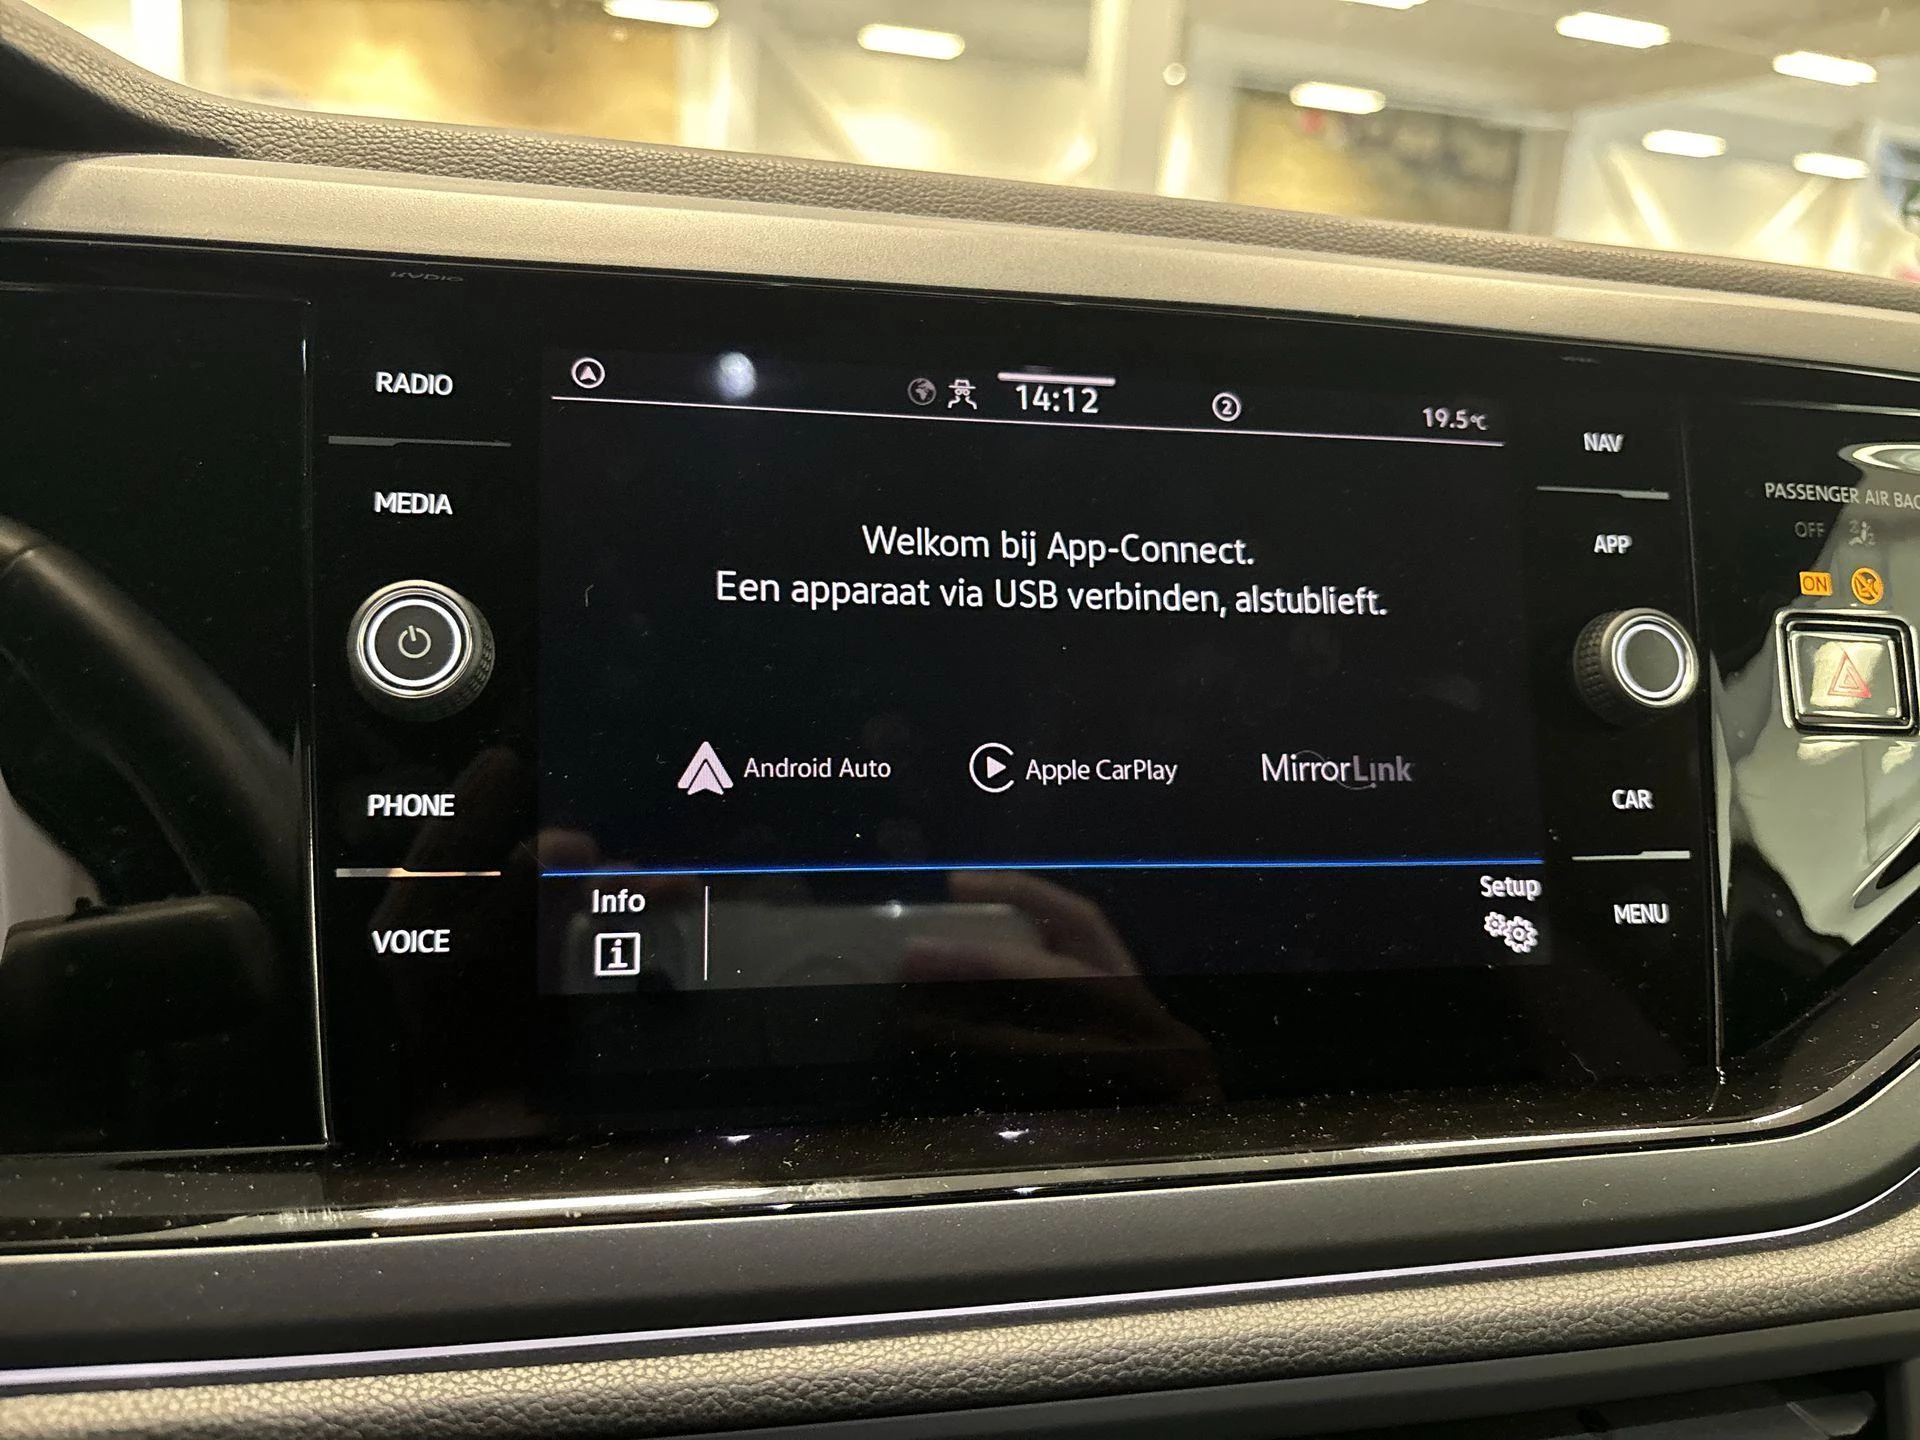 RADIO
MEDIA
PHONE
VOICE
14:12
2
19.5°C
Welkom bij App-Connect.
Een apparaat via USB verbinden, alstublieft.
Android Auto
Apple CarPlay
MirrorLink
Info
i
Setup
NAV
APP
CAR
MENU
PASSENGER AIR BAG
OFF
ON